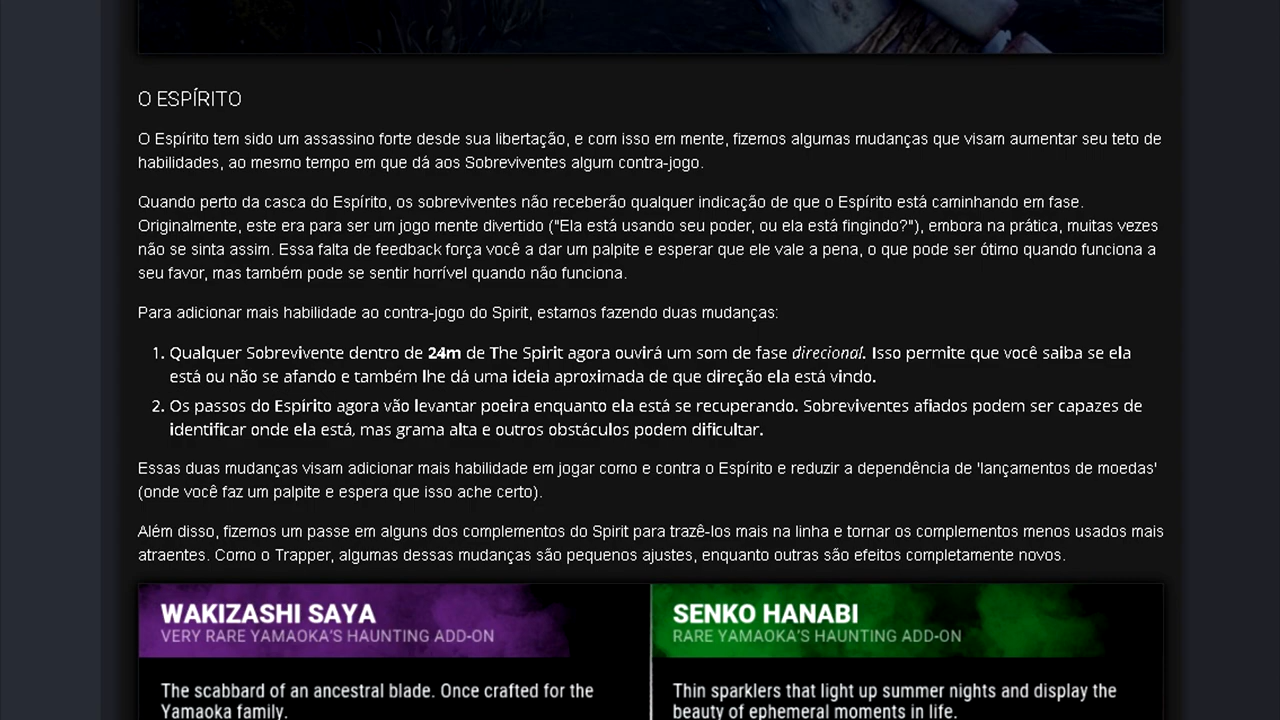 O ESPÍRITO
O Espírito tem sido um assassino forte desde sua libertação, e com isso em mente, fizemos algumas mudanças que visam aumentar seu teto de
habilidades, ao mesmo tempo em que dá aos Sobreviventes algum contra-jogo.
Quando perto da casca do Espírito, os sobreviventes não receberão qualquer indicação de que o Espírito está caminhando em fase.
Originalmente, este era para ser um jogo mente divertido ("Ela está usando seu poder, ou ela está fingindo?"), embora na prática, muitas vezes
não se sinta assim. Essa falta de feedback força você a dar um palpite e esperar que ele vale a pena, o que pode ser ótimo quando funciona a
seu favor, mas também pode se sentir horrível quando não funciona.
Para adicionar mais habilidade ao contra-jogo do Spirit, estamos fazendo duas mudanças:
1. Qualquer Sobrevivente dentro de 24m de The Spirit agora ouvirá um som de fase direcional. Isso permite que você saiba se ela
está ou não se afando e também lhe dá uma ideia aproximada de que direção ela está vindo.
2. Os passos do Espírito agora vão levantar poeira enquanto ela está se recuperando. Sobreviventes afiados podem ser capazes de
identificar onde ela está, mas grama alta e outros obstáculos podem dificultar.
Essas duas mudanças visam adicionar mais habilidade em jogar como e contra o Espírito e reduzir a dependência de 'lançamentos de moedas'
(onde você faz um palpite e espera que isso ache certo).
Além disso, fizemos um passe em alguns dos complementos do Spirit para trazê-los mais na linha e tornar os complementos menos usados mais
atraentes. Como o Trapper, algumas dessas mudanças são pequenos ajustes, enquanto outras são efeitos completamente novos.
WAKIZASHI SAYA
VERY RARE YAMAOKA'S HAUNTING ADD-ON
The scabbard of an ancestral blade. Once crafted for the
Yamaoka family.
SENKO HANABI
RARE YAMAOKA'S HAUNTING ADD-ON
Thin sparklers that light up summer nights and display the
beauty of ephemeral moments in life.